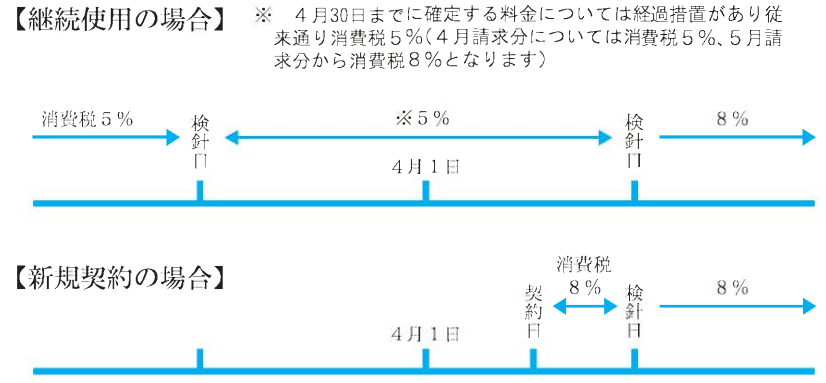 【継続使用の場合】
※ 4月30日までに確定する料金については経過措置があり従
来通り消費税5%(4月請求分については消費税5%、5月請
求分から消費税8%となります)
消費税5%
検針日
※5%
検針日
8%
4月1日
【新規契約の場合】
消費税
8%
契約日
検針日
8%
4月1日